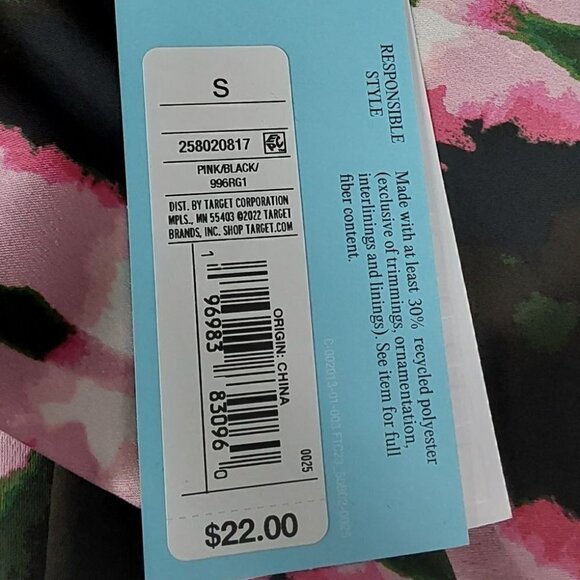 S
258020817
PINK/BLACK/
996RG1
DIST. BY TARGET CORPORATION
MPLS., MN 55403 ©2022 TARGET
BRANDS, INC. SHOP TARGET.COM
ORIGIN: CHINA
1 96983 83096 0
0025
$22.00
RESPONSIBLE
STYLE
Made with at least 30% recycled polyester
(exclusive of trimmings, ornamentation,
interlinings and linings). See item for full
fiber content.